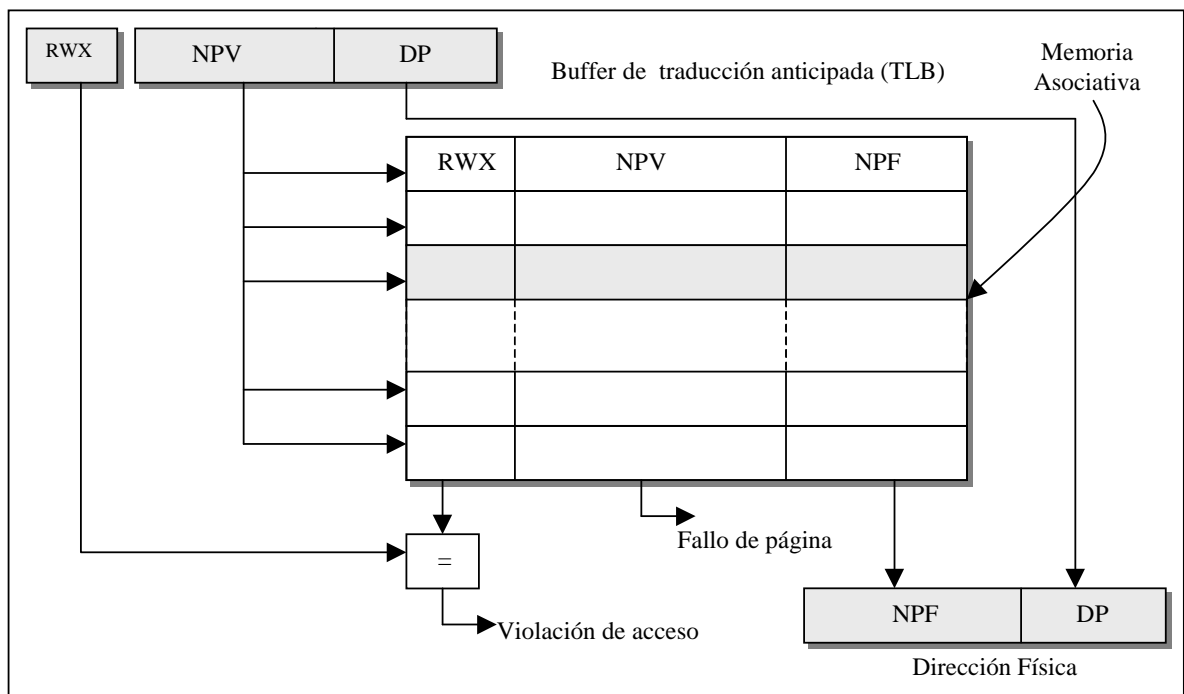 RWX
NPV
DP
Buffer de traducción anticipada (TLB)
Memoria
Asociativa
RWX
NPV
NPF
Fallo de página
=
Violación de acceso
NPF
DP
Dirección Física